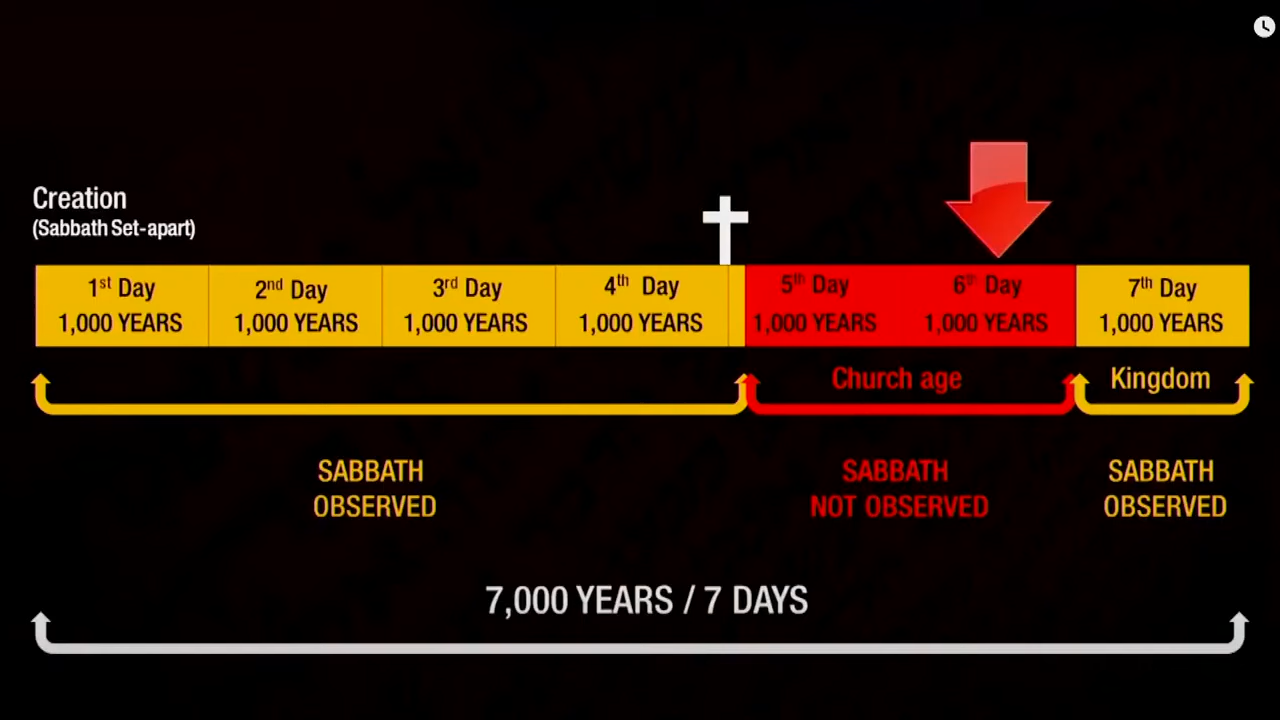 Creation
(Sabbath Set-apart)
1st Day
1,000 YEARS
2nd Day
1,000 YEARS
3rd Day
1,000 YEARS
4th Day
1,000 YEARS
5th Day
1,000 YEARS
6th Day
1,000 YEARS
7th Day
1,000 YEARS
Church age
Kingdom
SABBATH
OBSERVED
SABBATH
NOT OBSERVED
SABBATH
OBSERVED
7,000 YEARS / 7 DAYS